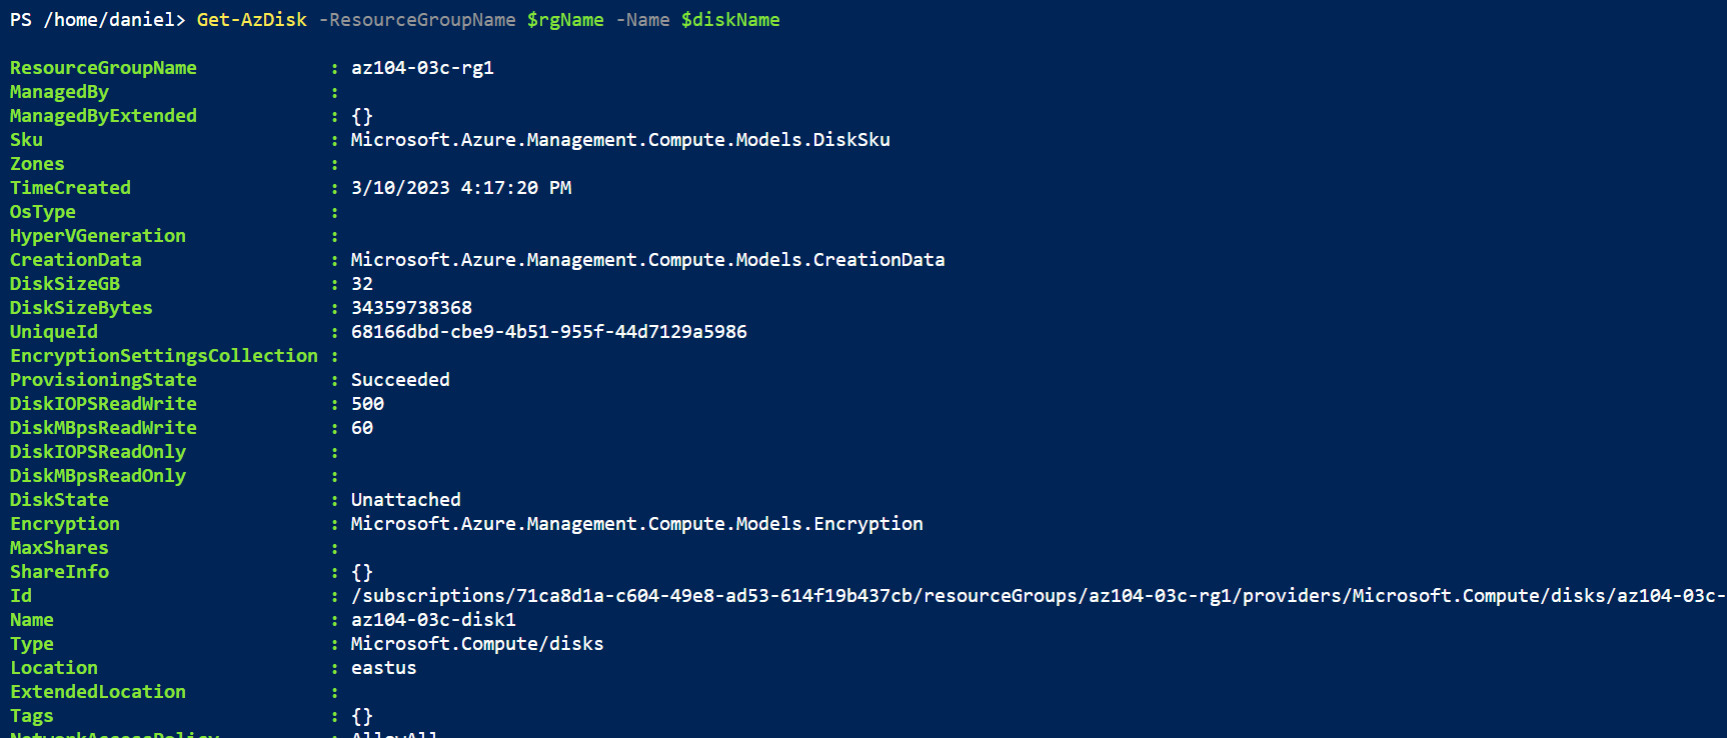 PS /home/daniel> Get-AzDisk -ResourceGroupName $rgName -Name $diskName
ResourceGroupName : az104-03c-rg1
ManagedBy :
ManagedByExtended : {}
Sku : Microsoft.Azure.Management.Compute.Models.DiskSku
Zones :
TimeCreated : 3/10/2023 4:17:20 PM
OsType :
HyperVGeneration :
CreationData : Microsoft.Azure.Management.Compute.Models.CreationData
DiskSizeGB : 32
DiskSizeBytes : 34359738368
UniqueId : 68166dbd-cbe9-4b51-955f-44d7129a5986
EncryptionSettingsCollection :
ProvisioningState : Succeeded
DiskIOPSReadWrite : 500
DiskMBpsReadWrite : 60
DiskIOPSReadOnly :
DiskMBpsReadOnly :
DiskState : Unattached
Encryption : Microsoft.Azure.Management.Compute.Models.Encryption
MaxShares :
ShareInfo : {}
Id : /subscriptions/71ca8d1a-c604-49e8-ad53-614f19b437cb/resourceGroups/az104-03c-rg1/providers/Microsoft.Compute/disks/az104-03c-
Name : az104-03c-disk1
Type : Microsoft.Compute/disks
Location : eastus
ExtendedLocation :
Tags : {}
NetworkAccessPolicy : AllowAll